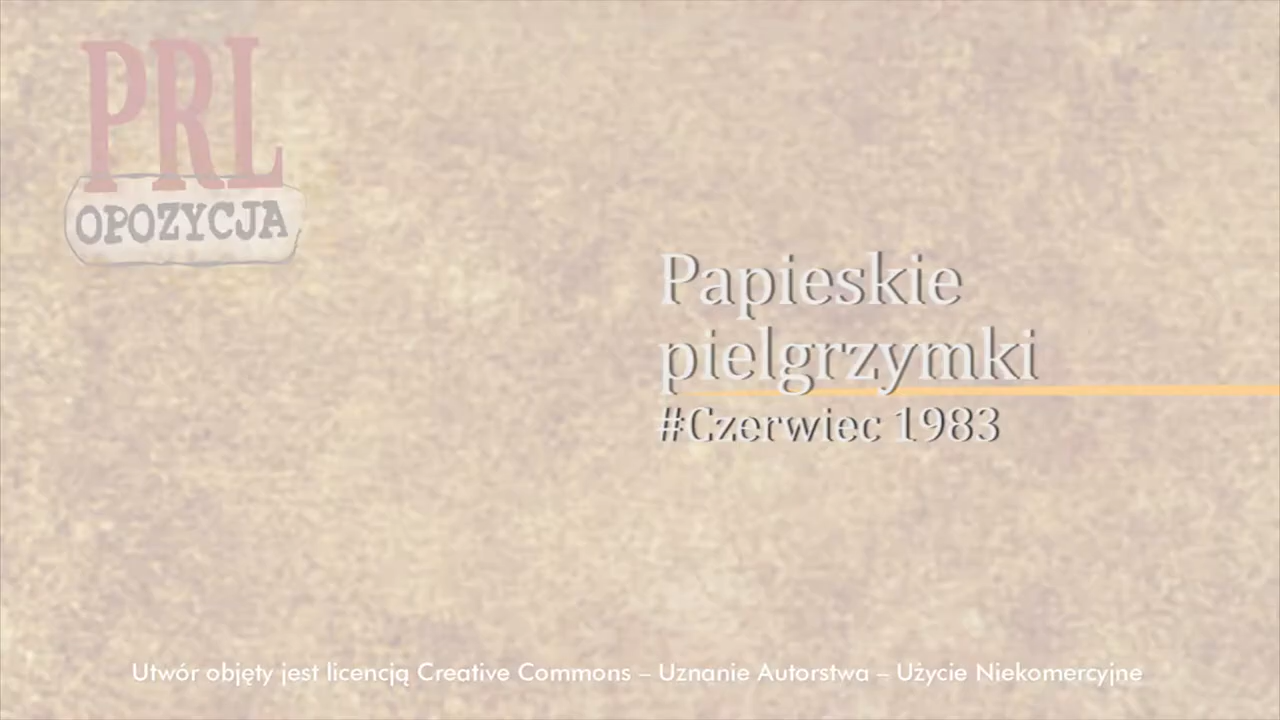 PRL
OPOZYCJA
Papieskie
pielgrzymki
#Czerwiec 1983
Utwór objęty jest licencją Creative Commons – Uznanie Autorstwa – Użycie Niekomercyjne